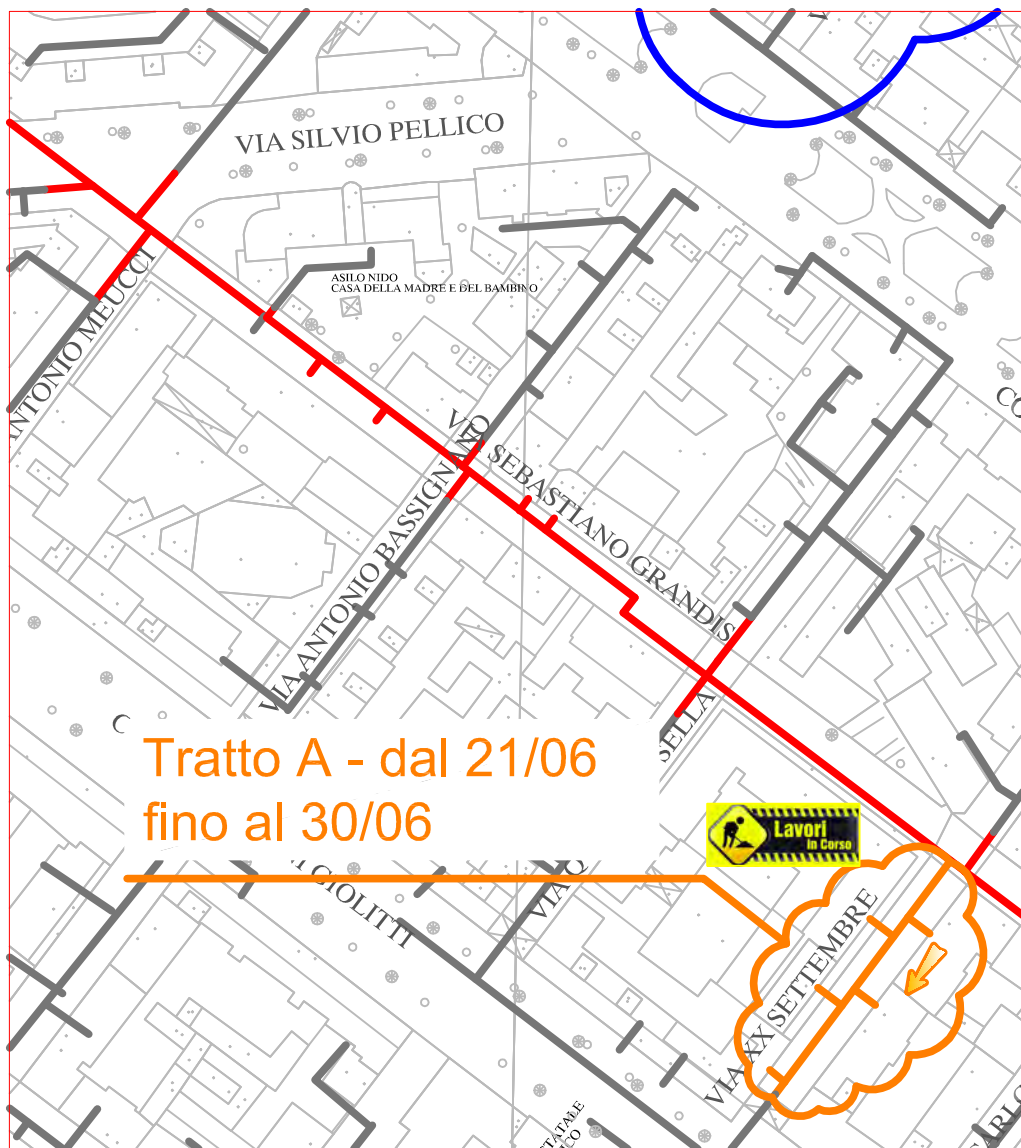 VIA SILVIO PELLICO
ASILO NIDO
CASA DELLA MADRE E DEL BAMBINO
ANTONIO MEUCCI
VIA SEBASTIANO GRANDIS
VIA ANTONIO BASSIGNANO
SELLA
Tratto A - dal 21/06
fino al 30/06
Lavori
In Corso
GIOLITTI
VIA Q
VIA XX SETTEMBRE